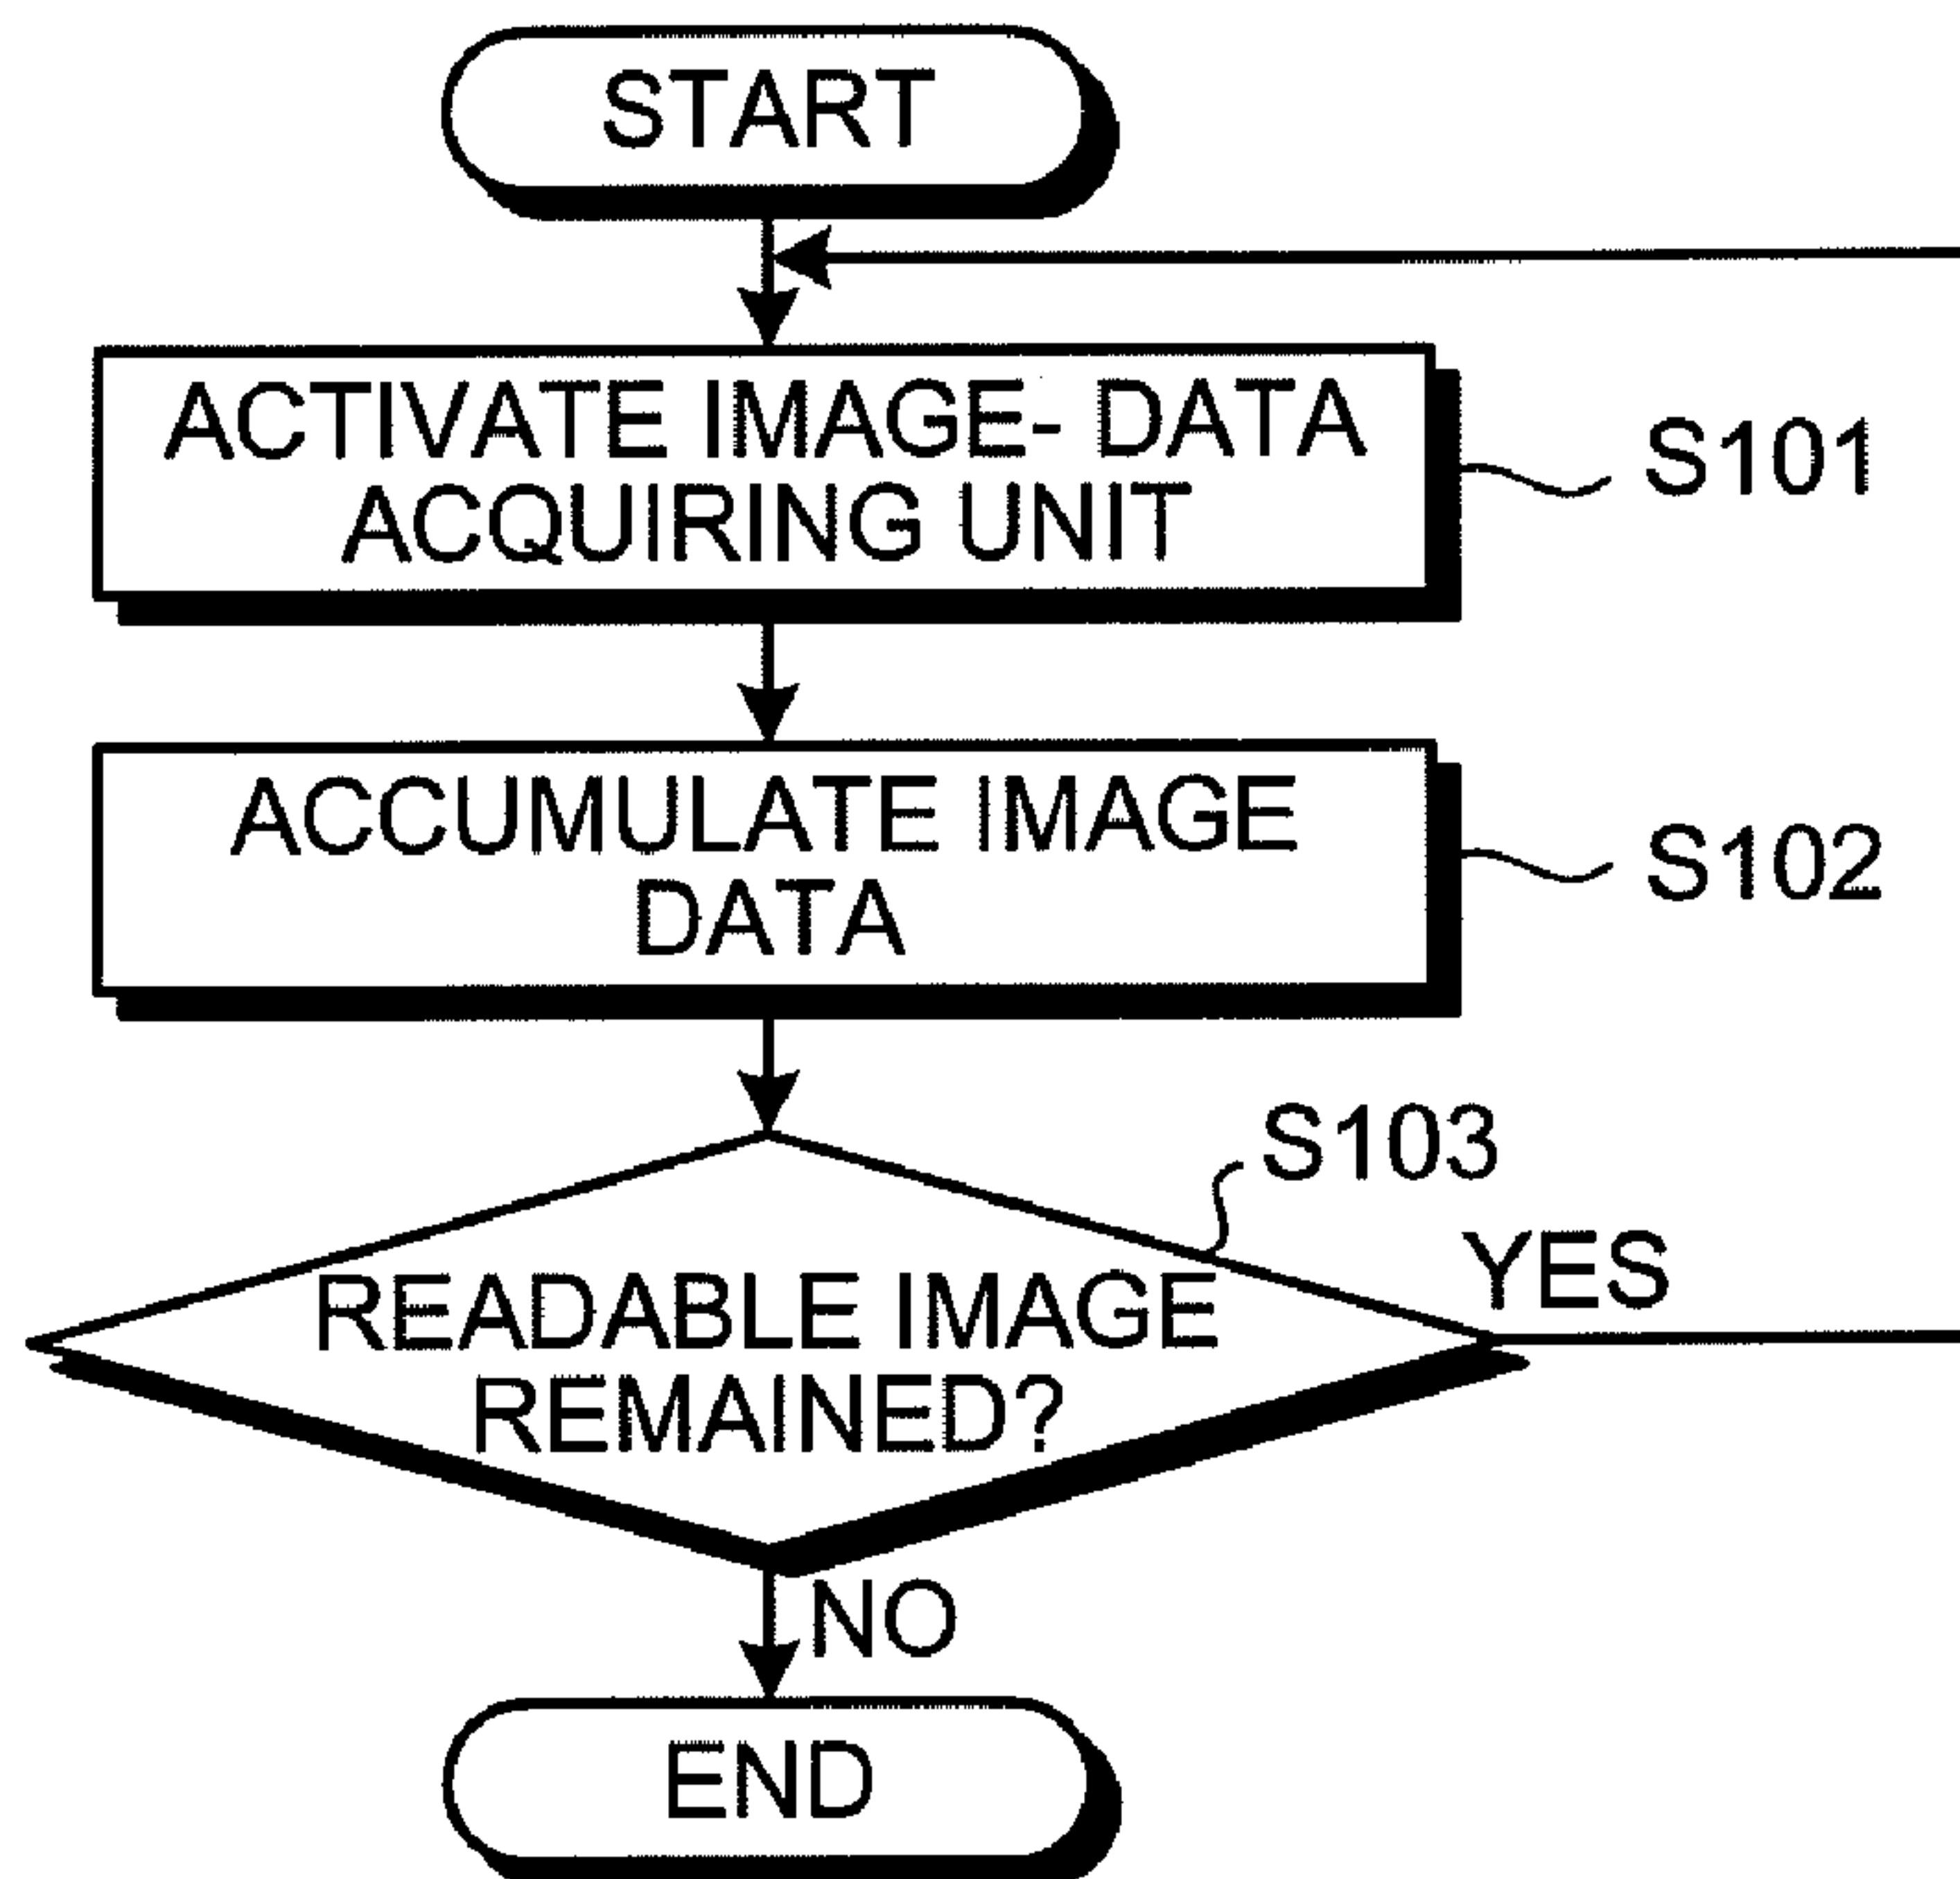 START
ACTIVATE IMAGE- DATA
ACQUIRING UNIT
S101
ACCUMULATE IMAGE
DATA
S102
S103
READABLE IMAGE
REMAINED?
YES
NO
END